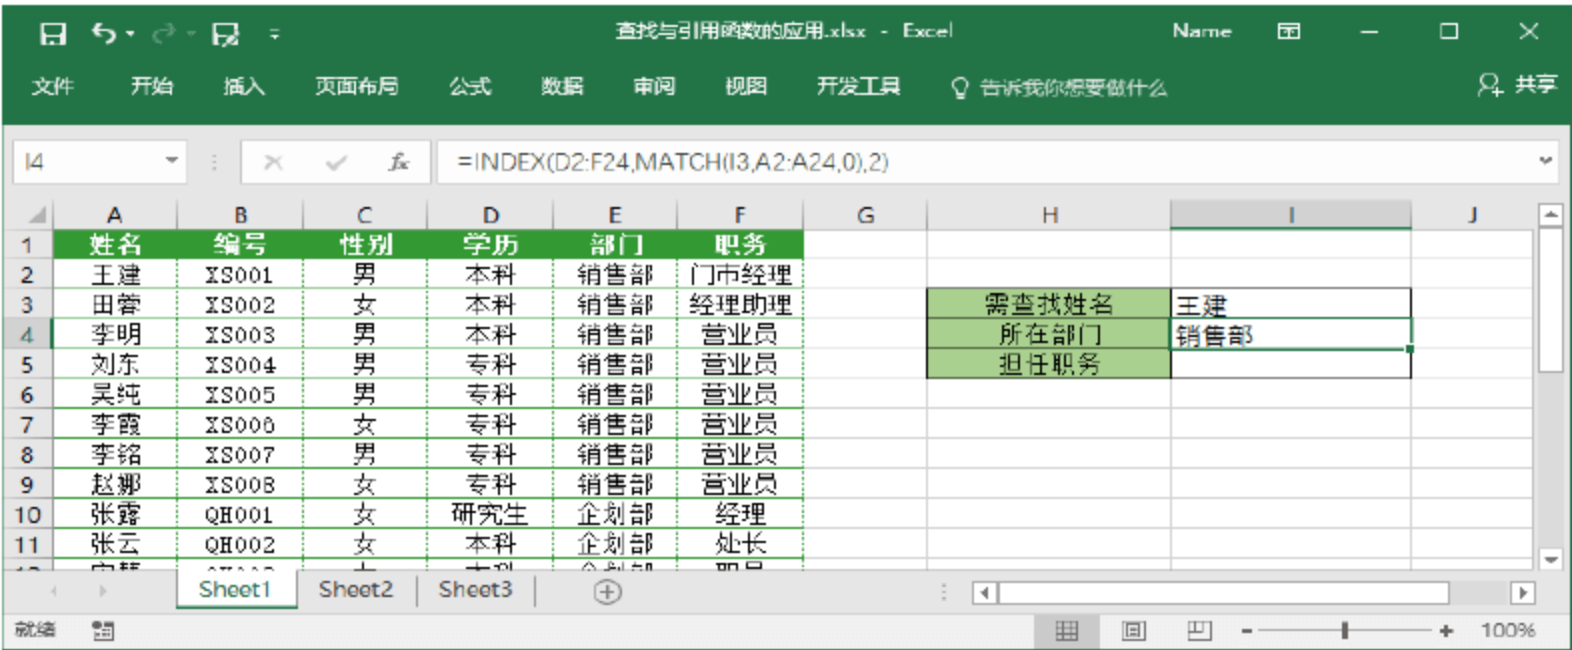 查找与引用函数的应用.xlsx - Excel Name
文件 开始 插入 页面布局 公式 数据 审阅 视图 开发工具 告诉我你想要做什么 共享
I4 fx =INDEX(D2:F24,MATCH(I3,A2:A24,0),2)
A B C D E F G H I J
1 姓名 编号 性别 学历 部门 职务
2 王建 XS001 男 本科 销售部 门市经理
3 田蓉 XS002 女 本科 销售部 经理助理 需查找姓名 王建
4 李明 XS003 男 本科 销售部 营业员 所在部门 销售部
5 刘东 XS004 男 专科 销售部 营业员 担任职务
6 吴纯 XS005 男 专科 销售部 营业员
7 李霞 XS006 女 专科 销售部 营业员
8 李铭 XS007 男 专科 销售部 营业员
9 赵娜 XS008 女 专科 销售部 营业员
10 张露 QH001 女 研究生 企划部 经理
11 张云 QH002 女 本科 企划部 处长
Sheet1 Sheet2 Sheet3
就绪 100%